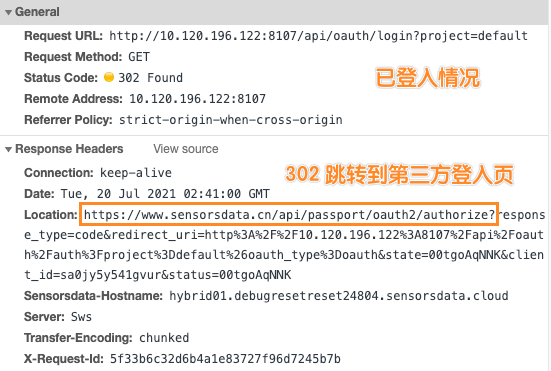 General
Request URL: http://10.120.196.122:8107/api/oauth/login?project=default
Request Method: GET
Status Code: 302 Found
已登入情况
Remote Address: 10.120.196.122:8107
Referrer Policy: strict-origin-when-cross-origin
Response Headers View source
Connection: keep-alive
302 跳转到第三方登入页
Date: Tue, 20 Jul 2021 02:41:00 GMT
Location: https://www.sensorsdata.cn/api/passport/oauth2/authorize?respons
e_type=code&redirect_uri=http%3A%2F%2F10.120.196.122%3A8107%2Fapi%2Foaut
h%2Fauth%3Fproject%3Ddefault%26oauth_type%3Doauth&state=00tgoAqNNK&clien
t_id=sa0jy5y541gvur&status=00tgoAqNNK
Sensorsdata-Hostname: hybrid01.debugresetreset24804.sensorsdata.cloud
Server: Sws
Transfer-Encoding: chunked
X-Request-Id: 5f33b6c32d6b4a1e83727f96d7245b7b